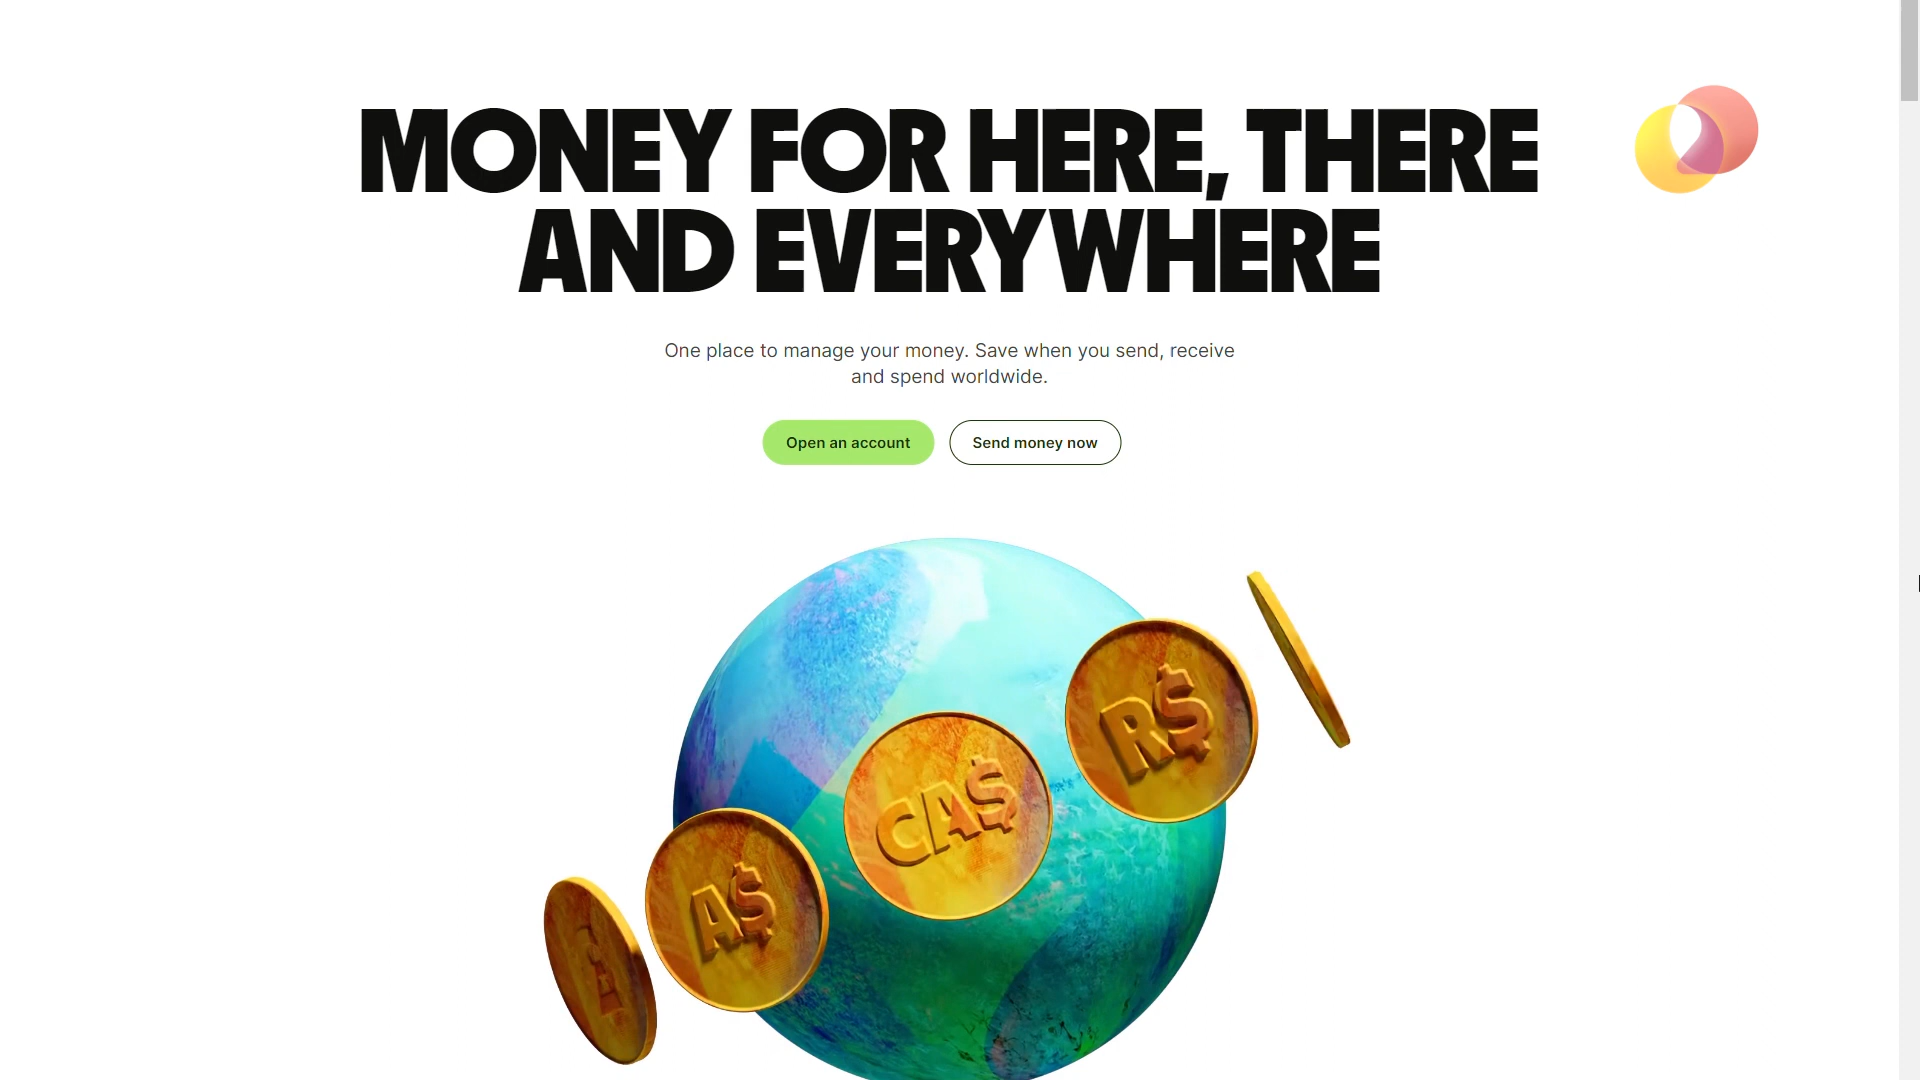 MONEY FOR HERE, THERE
AND EVERYWHERE
One place to manage your money. Save when you send, receive
and spend worldwide.
Open an account
Send money now
R$
CA$
A$